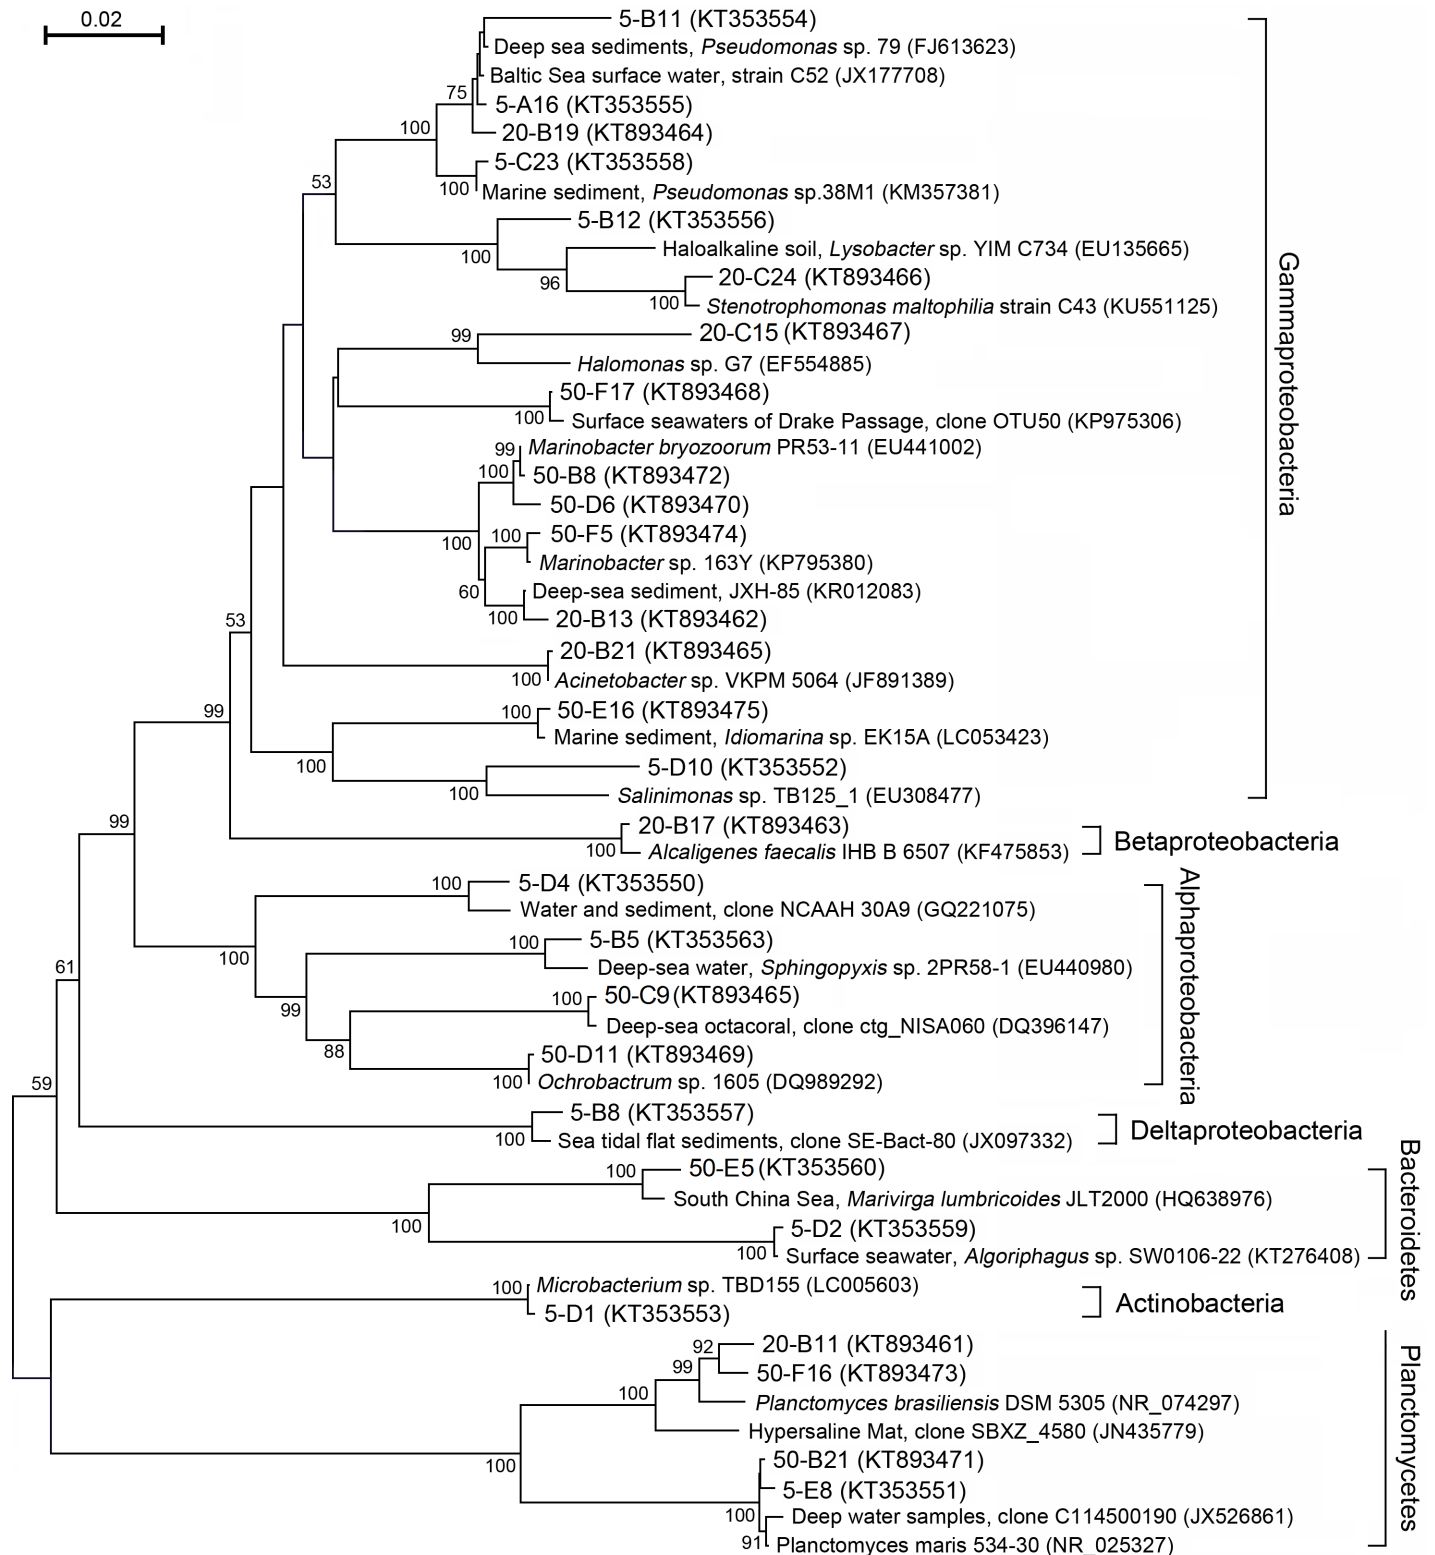 0.02
5-B11 (KT353554)
Deep sea sediments, Pseudomonas sp. 79 (FJ613623)
Baltic Sea surface water, strain C52 (JX177708)
75
5-A16 (KT353555)
100
20-B19 (KT893464)
5-C23 (KT353558)
100
Marine sediment, Pseudomonas sp.38M1 (KM357381)
53
5-B12 (KT353556)
100
Haloalkaline soil, Lysobacter sp. YIM C734 (EU135665)
96
20-C24 (KT893466)
100
Stenotrophomonas maltophilia strain C43 (KU551125)
99
20-C15 (KT893467)
Halomonas sp. G7 (EF554885)
50-F17 (KT893468)
100
Surface seawaters of Drake Passage, clone OTU50 (KP975306)
99
Marinobacter bryozoorum PR53-11 (EU441002)
100
50-B8 (KT893472)
50-D6 (KT893470)
100
100
50-F5 (KT893474)
Marinobacter sp. 163Y (KP795380)
60
Deep-sea sediment, JXH-85 (KR012083)
100
20-B13 (KT893462)
53
20-B21 (KT893465)
100
Acinetobacter sp. VKPM 5064 (JF891389)
99
100
50-E16 (KT893475)
Marine sediment, Idiomarina sp. EK15A (LC053423)
100
5-D10 (KT353552)
100
Salinimonas sp. TB125_1 (EU308477)
Gammaproteobacteria
99
20-B17 (KT893463)
100
Alcaligenes faecalis IHB B 6507 (KF475853)
Betaproteobacteria
100
5-D4 (KT353550)
Water and sediment, clone NCAAH 30A9 (GQ221075)
100
100
5-B5 (KT353563)
Deep-sea water, Sphingopyxis sp. 2PR58-1 (EU440980)
61
99
100
50-C9(KT893465)
Deep-sea octacoral, clone ctg_NISA060 (DQ396147)
88
50-D11 (KT893469)
100
Ochrobactrum sp. 1605 (DQ989292)
Alphaproteobacteria
59
5-B8 (KT353557)
100
Sea tidal flat sediments, clone SE-Bact-80 (JX097332)
Deltaproteobacteria
100
50-E5(KT353560)
South China Sea, Marivirga lumbricoides JLT2000 (HQ638976)
100
5-D2 (KT353559)
100
Surface seawater, Algoriphagus sp. SW0106-22 (KT276408)
Bacteroidetes
100
Microbacterium sp. TBD155 (LC005603)
5-D1 (KT353553)
Actinobacteria
92
20-B11 (KT893461)
99
50-F16 (KT893473)
100
Planctomyces brasiliensis DSM 5305 (NR_074297)
Hypersaline Mat, clone SBXZ_4580 (JN435779)
100
50-B21 (KT893471)
5-E8 (KT353551)
100
Deep water samples, clone C114500190 (JX526861)
91
Planctomyces maris 534-30 (NR_025327)
Planctomycetes